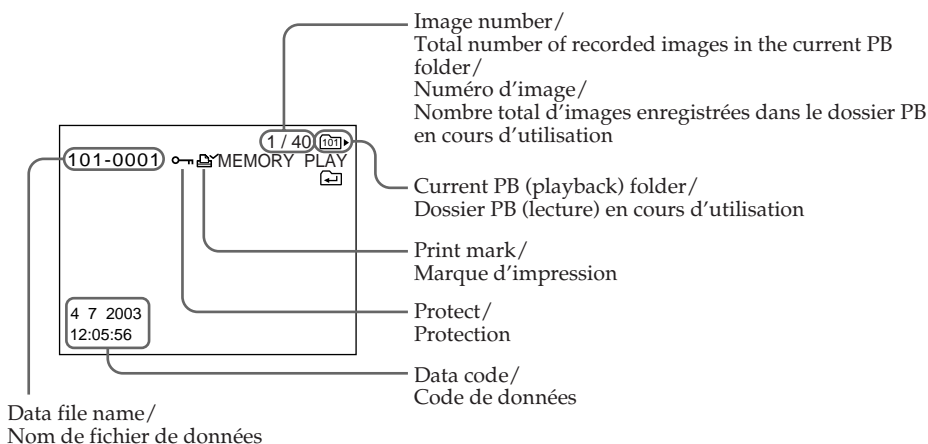 Image number/
Total number of recorded images in the current PB
folder/
Numéro d'image/
Nombre total d'images enregistrées dans le dossier PB
en cours d'utilisation
1 / 40 101
101-0001 MEMORY PLAY
Current PB (playback) folder/
Dossier PB (lecture) en cours d'utilisation
Print mark/
Marque d'impression
Protect/
Protection
4 7 2003
12:05:56
Data code/
Code de données
Data file name/
Nom de fichier de données